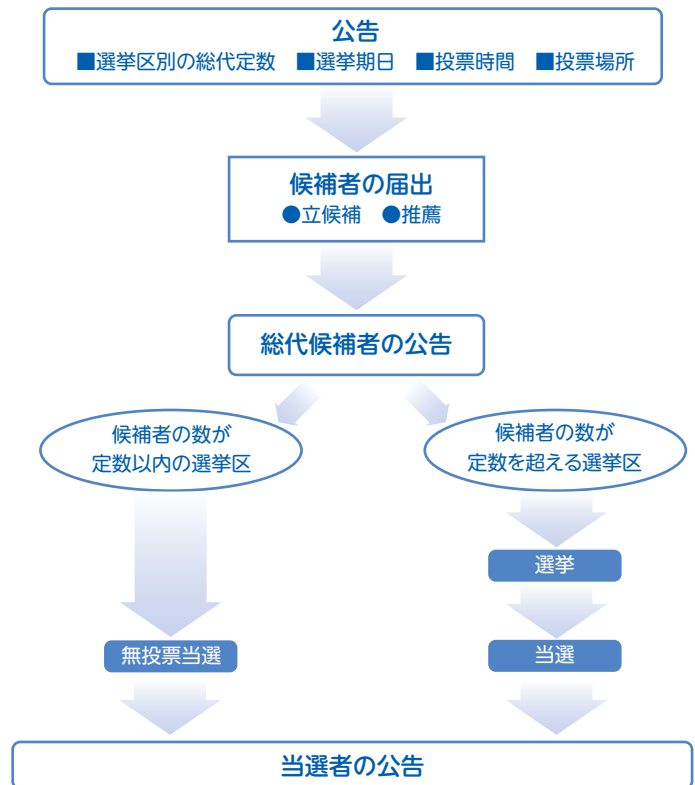 公告
■選挙区別の総代定数 ■選挙期日 ■投票時間 ■投票場所
候補者の届出
●立候補 ●推薦
総代候補者の公告
候補者の数が
定数以内の選挙区
候補者の数が
定数を超える選挙区
選挙
無投票当選
当選
当選者の公告